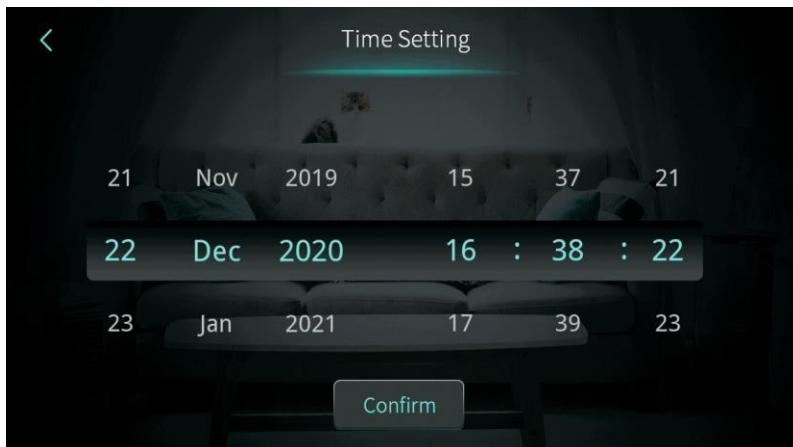 Time Setting
21 Nov 2019 15 37 21
22 Dec 2020 16 : 38 : 22
23 Jan 2021 17 39 23
Confirm